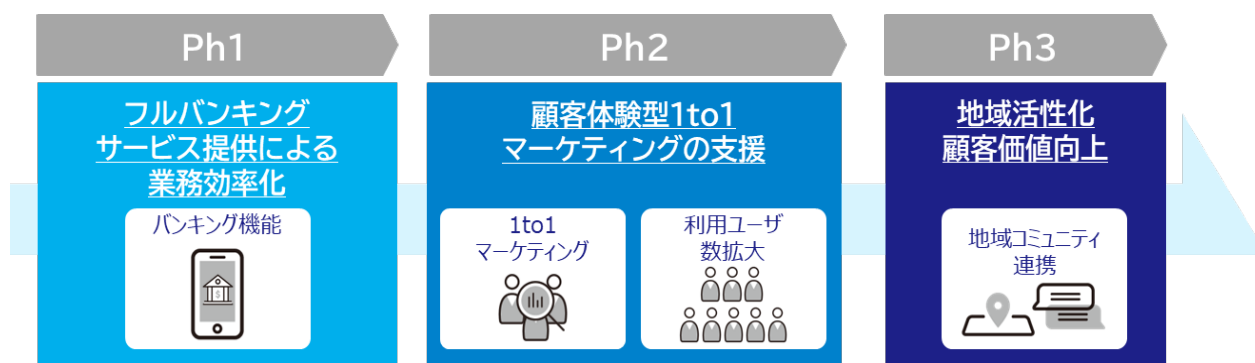 Ph1
フルバンキング
サービス提供による
業務効率化
バンキング機能
Ph2
顧客体験型1to1
マーケティングの支援
1to1
マーケティング
利用ユーザ
数拡大
Ph3
地域活性化
顧客価値向上
地域コミュニティ
連携